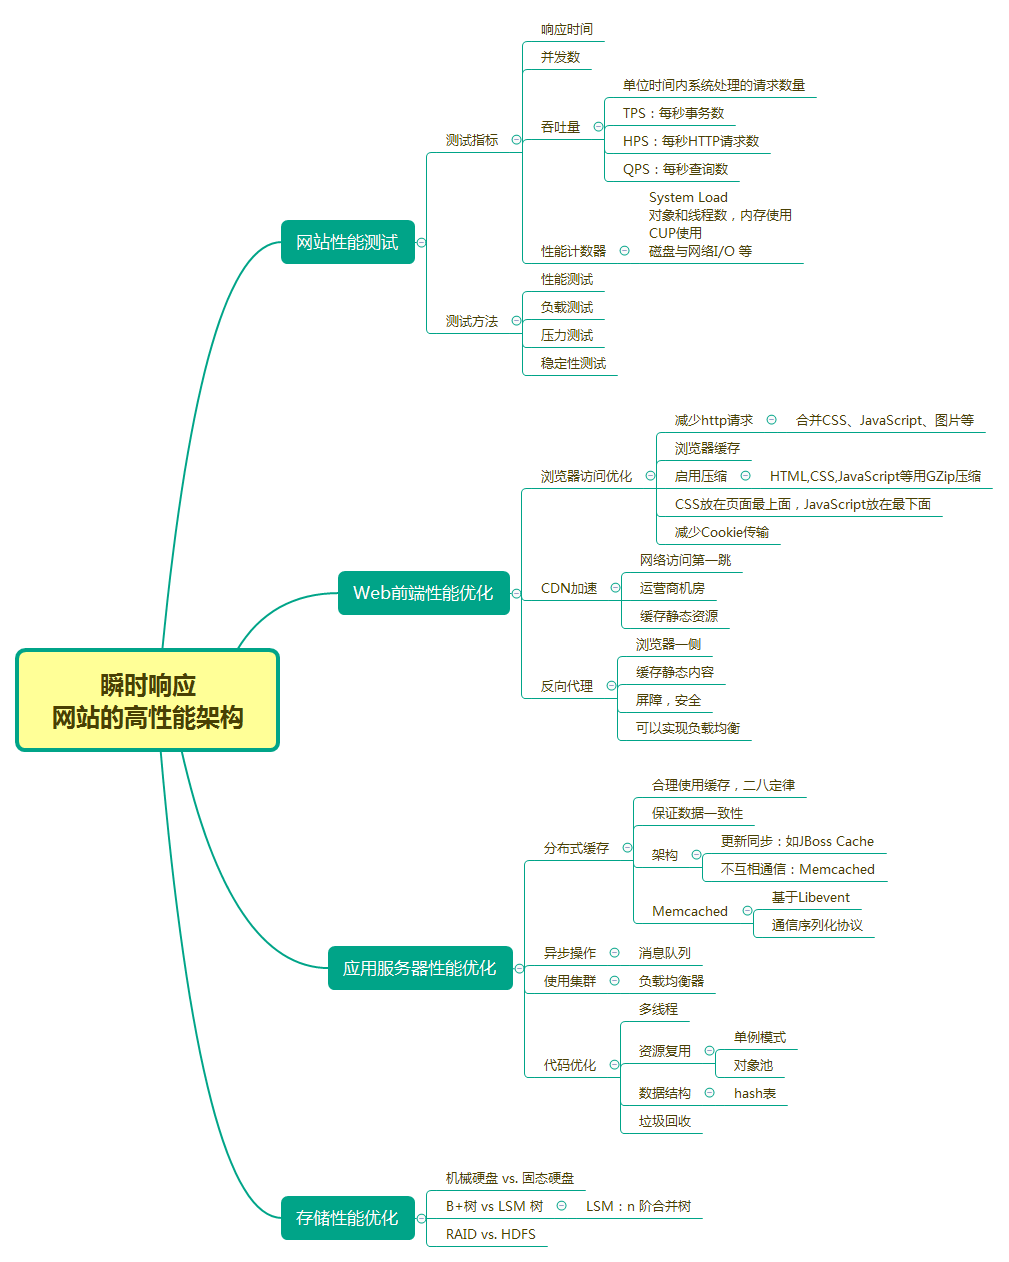 瞬时响应
网站的高性能架构
网站性能测试
测试指标
响应时间
并发数
吞吐量
单位时间内系统处理的请求数量
TPS：每秒事务数
HPS：每秒HTTP请求数
QPS：每秒查询数
性能计数器
System Load
对象和线程数，内存使用
CUP使用
磁盘与网络I/O 等
测试方法
性能测试
负载测试
压力测试
稳定性测试
Web前端性能优化
浏览器访问优化
减少http请求
合并CSS、JavaScript、图片等
浏览器缓存
启用压缩
HTML,CSS,JavaScript等用GZip压缩
CSS放在页面最上面，JavaScript放在最下面
减少Cookie传输
CDN加速
网络访问第一跳
运营商机房
缓存静态资源
反向代理
浏览器一侧
缓存静态内容
屏障，安全
可以实现负载均衡
应用服务器性能优化
分布式缓存
合理使用缓存，二八定律
保证数据一致性
架构
更新同步：如JBoss Cache
不互相通信：Memcached
Memcached
基于Libevent
通信序列化协议
异步操作
消息队列
使用集群
负载均衡器
代码优化
多线程
资源复用
单例模式
对象池
数据结构
hash表
垃圾回收
存储性能优化
机械硬盘 vs. 固态硬盘
B+树 vs LSM 树
LSM：n 阶合并树
RAID vs. HDFS